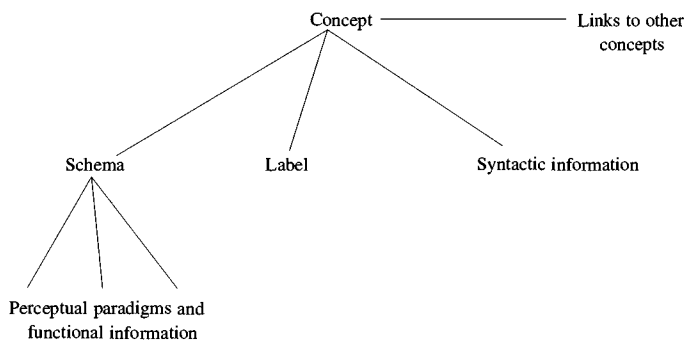 Concept
Links to other
concepts
Schema
Label
Syntactic information
Perceptual paradigms and
functional information